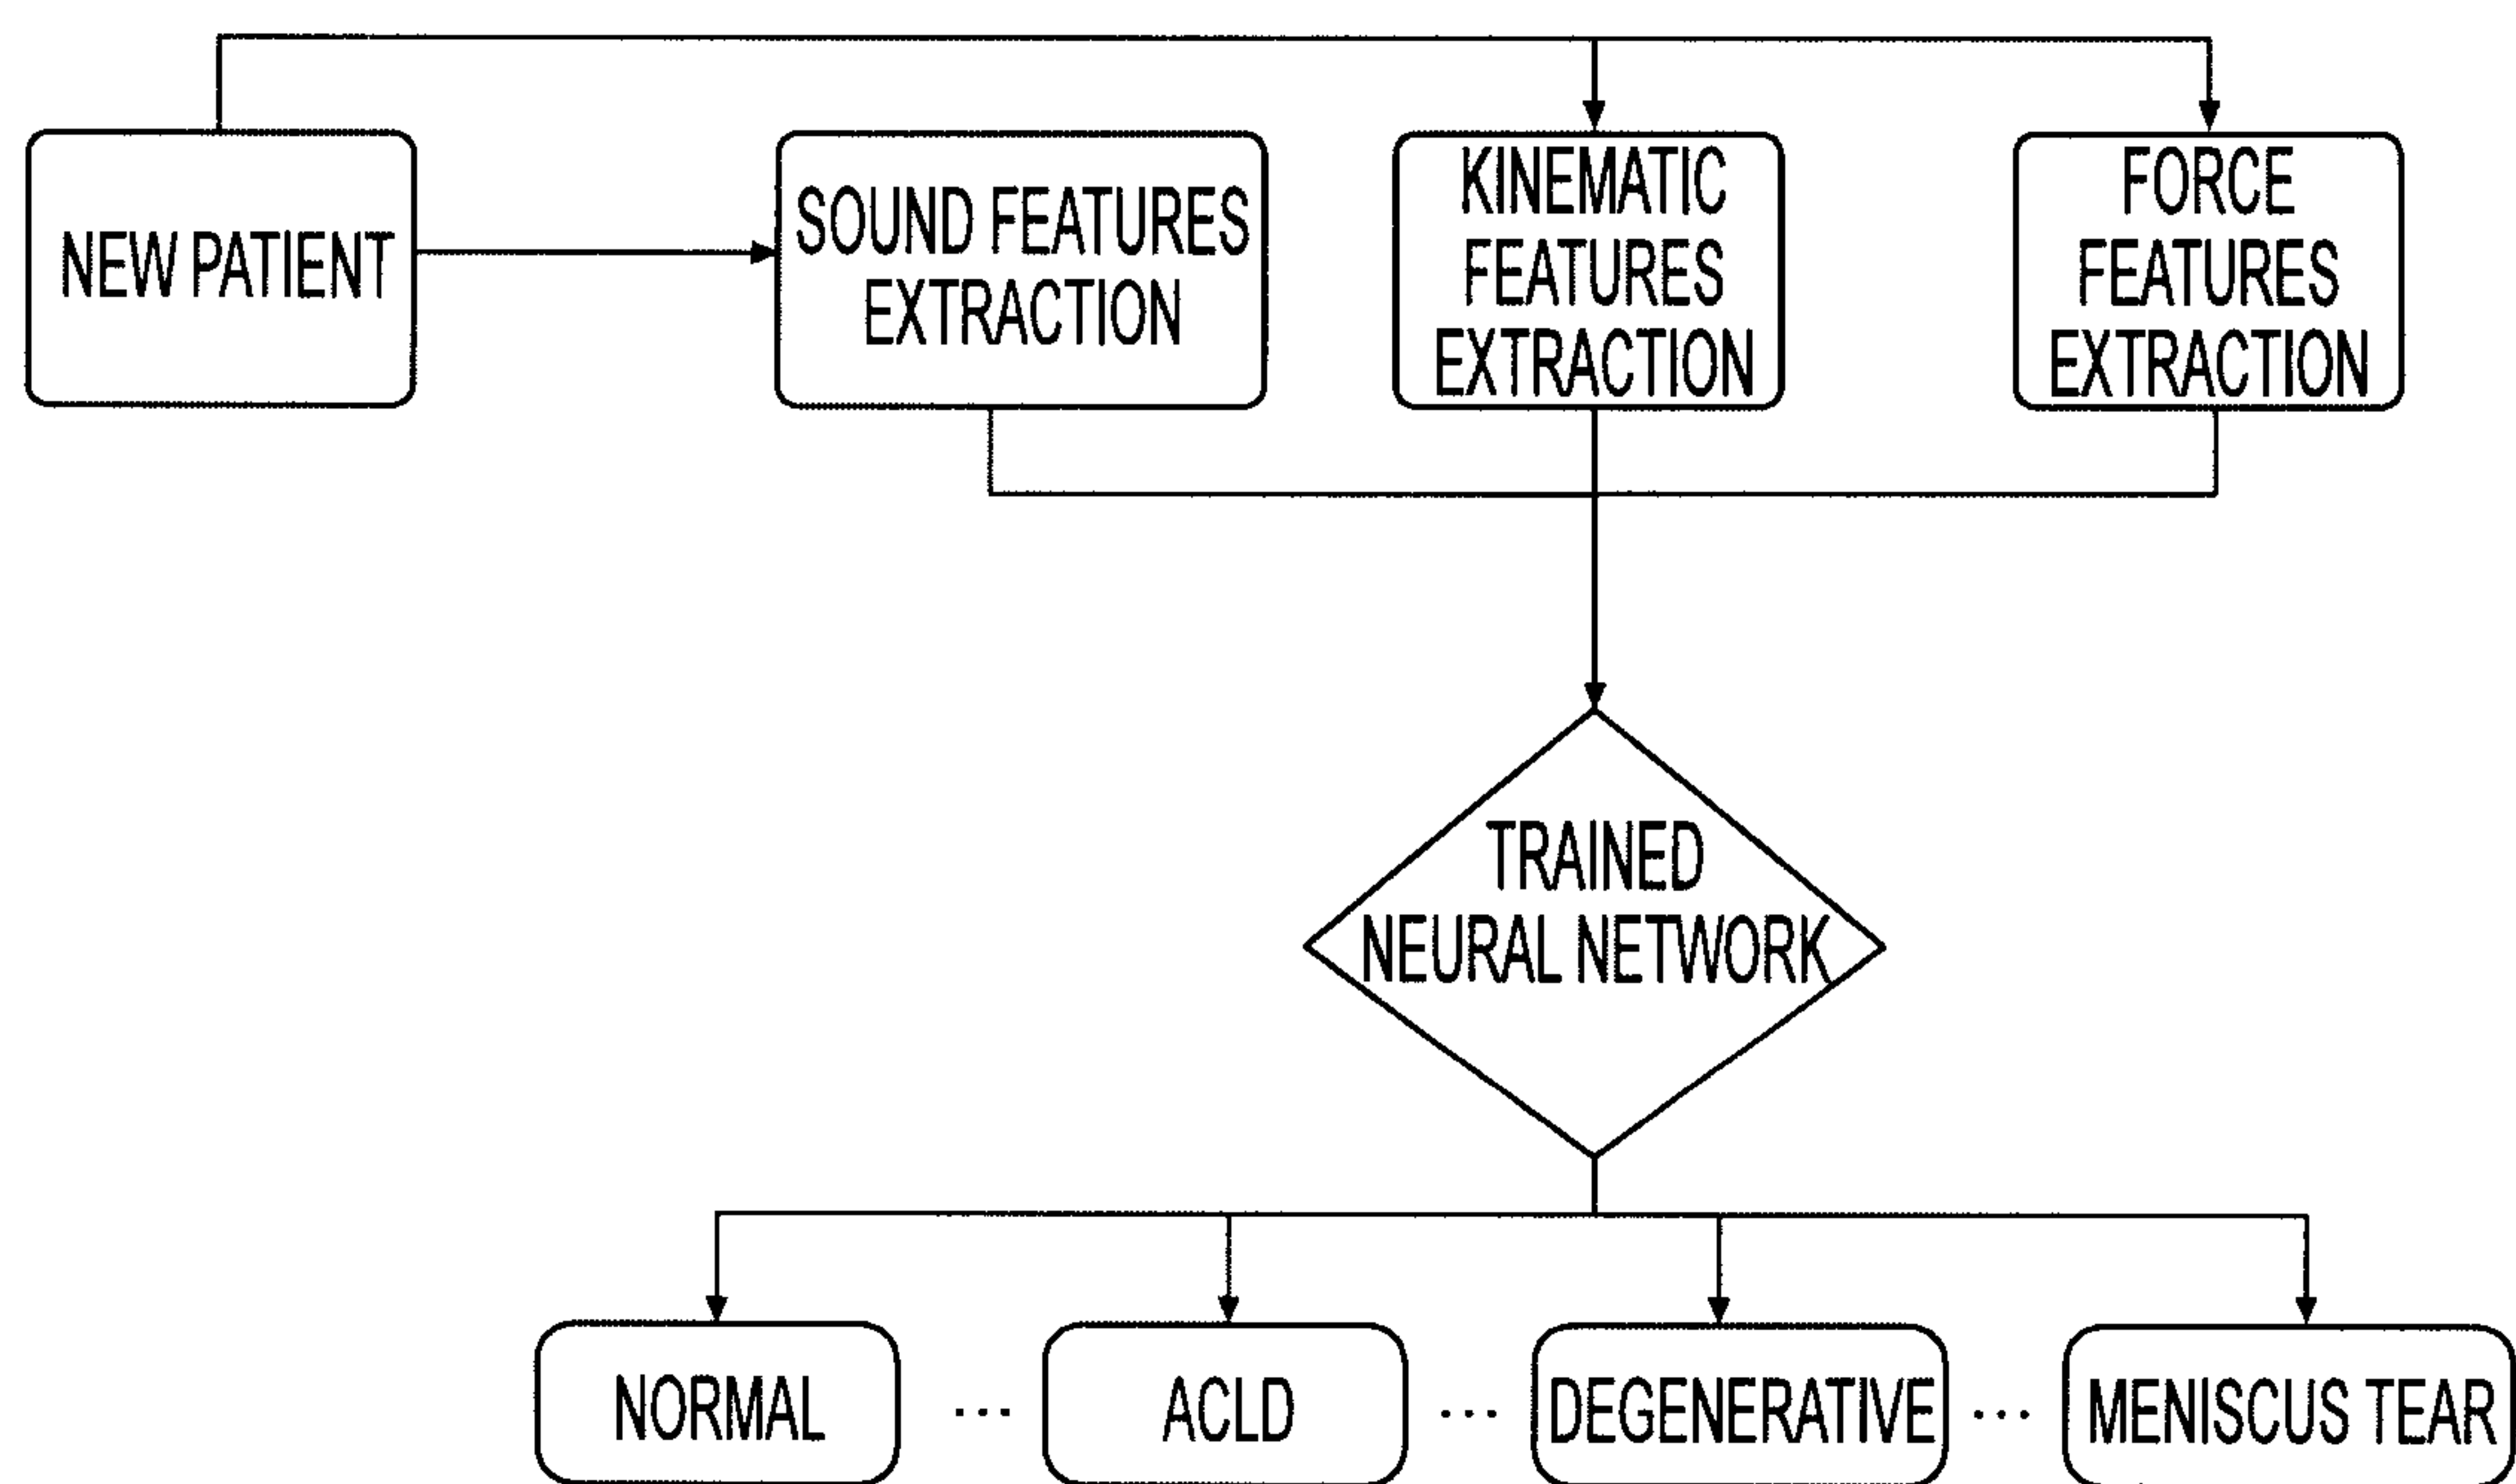 NEW PATIENT
SOUND FEATURES
EXTRACTION
KINEMATIC
FEATURES
EXTRACTION
FORCE
FEATURES
EXTRACTION
TRAINED
NEURAL NETWORK
NORMAL
...
ACLD
...
DEGENERATIVE
...
MENISCUS TEAR